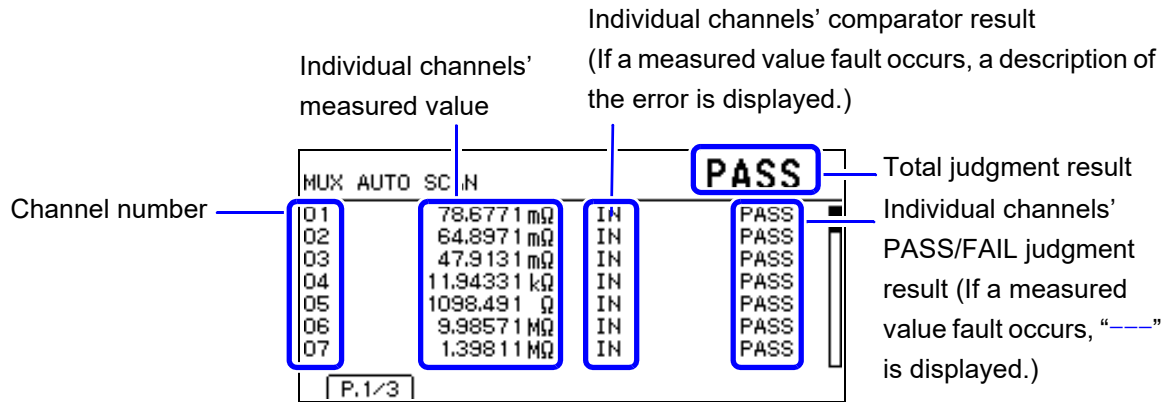 Individual channels' comparator result
(If a measured value fault occurs, a description of
the error is displayed.)
Individual channels'
measured value
MUX AUTO SCAN
PASS
Total judgment result
Channel number
Individual channels'
PASS/FAIL judgment
result (If a measured
value fault occurs, “−−−”
is displayed.)
01 78.6771 mΩ IN PASS
02 64.8971 mΩ IN PASS
03 47.9131 mΩ IN PASS
04 11.94331 kΩ IN PASS
05 1098.491 Ω IN PASS
06 9.98571 MΩ IN PASS
07 1.39811 MΩ IN PASS
P.1/3